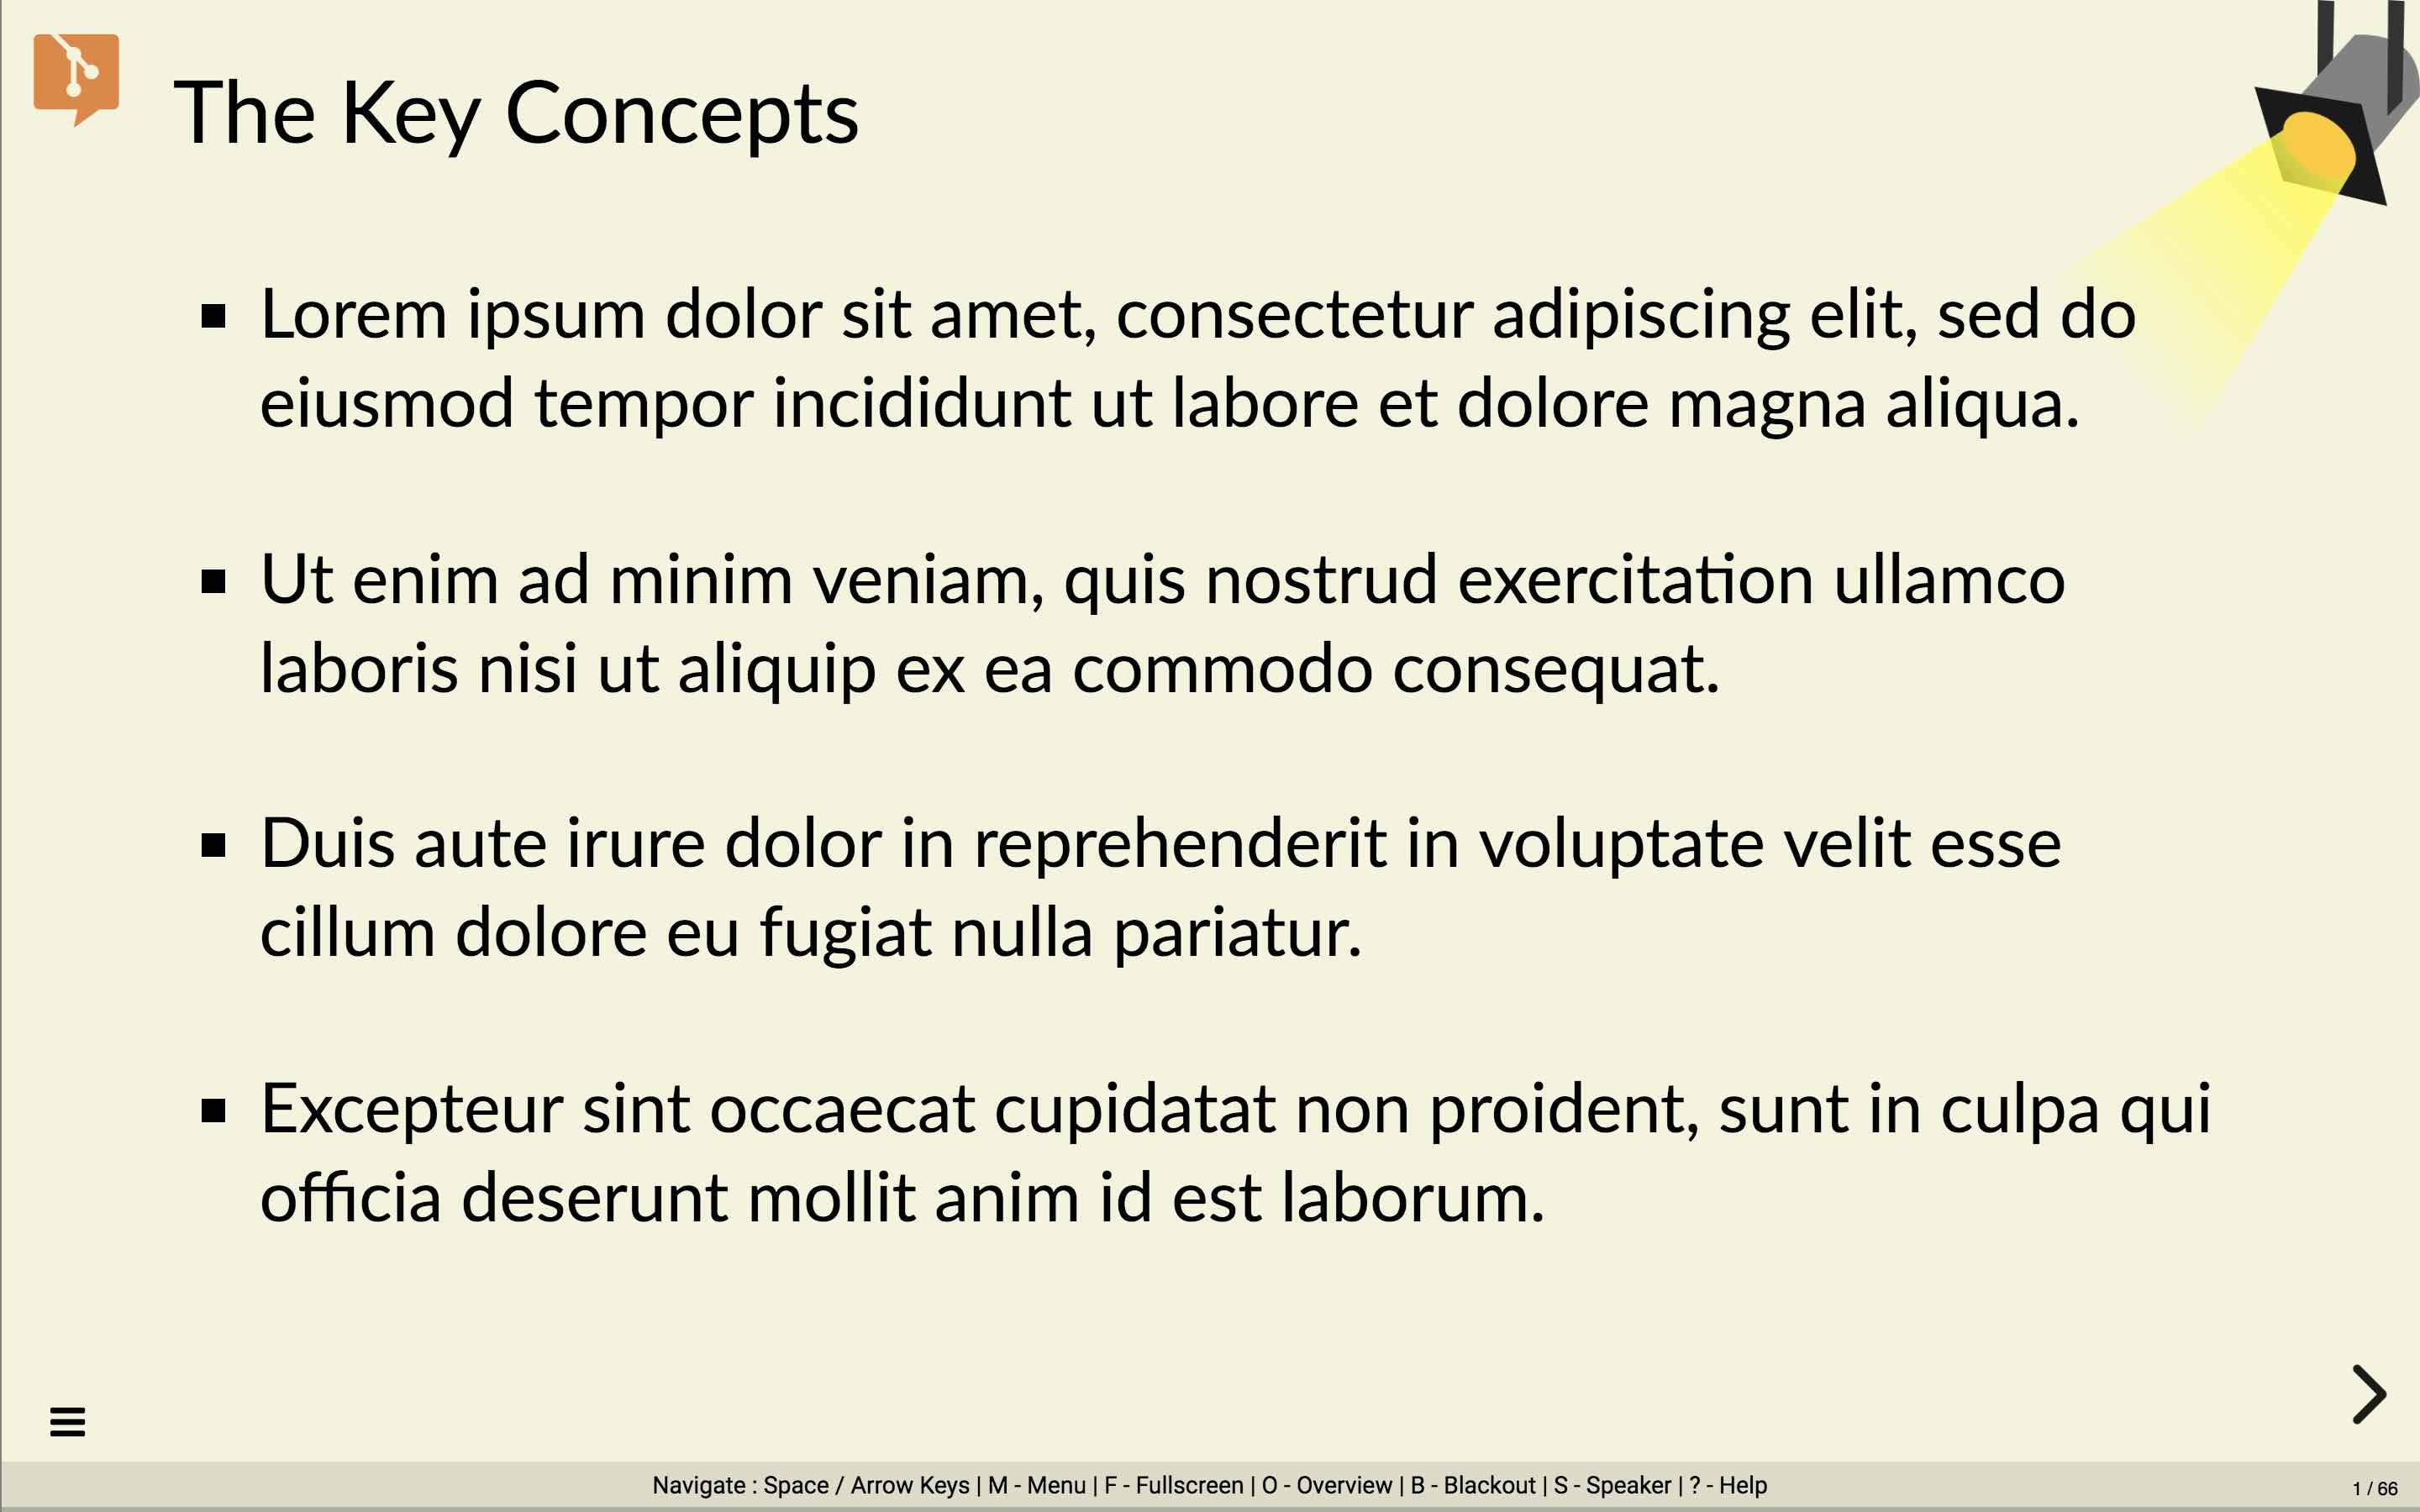 The Key Concepts
Lorem ipsum dolor sit amet, consectetur adipiscing elit, sed do
eiusmod tempor incididunt ut labore et dolore magna aliqua.
Ut enim ad minim veniam, quis nostrud exercitation ullamco
laboris nisi ut aliquip ex ea commodo consequat.
Duis aute irure dolor in reprehenderit in voluptate velit esse
cillum dolore eu fugiat nulla pariatur.
Excepteur sint occaecat cupidatat non proident, sunt in culpa qui
officia deserunt mollit anim id est laborum.
Navigate : Space / Arrow Keys | M - Menu | F - Fullscreen | O - Overview | B - Blackout | S - Speaker | ? - Help
1 / 66